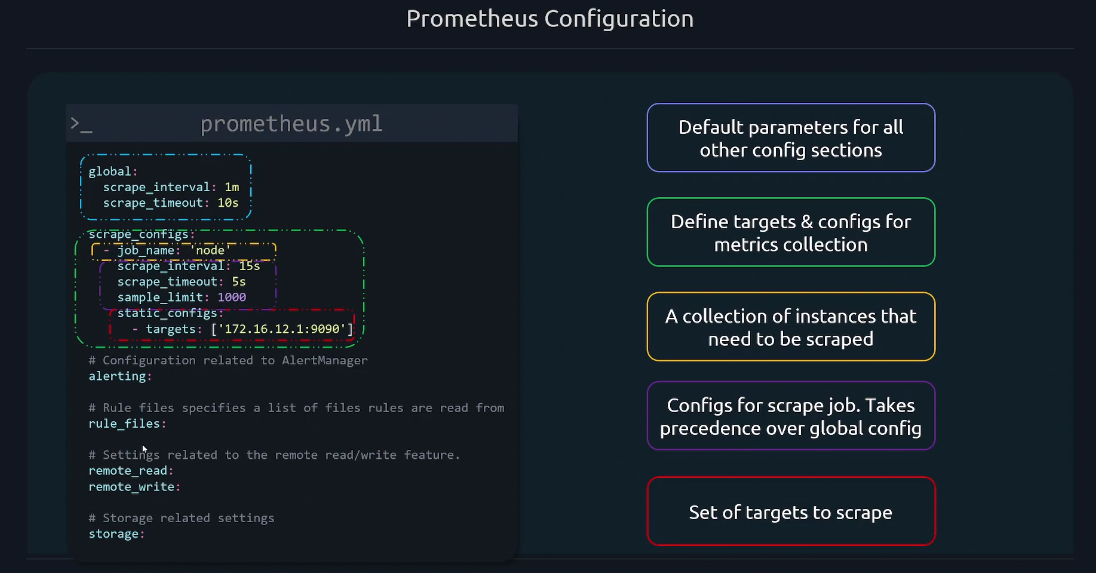 Prometheus Configuration
>_ prometheus.yml
global:
scrape_interval: 1m
scrape_timeout: 10s
scrape_configs:
- job_name: 'node'
scrape_interval: 15s
scrape_timeout: 5s
sample_limit: 1000
static_configs:
- targets: ['172.16.12.1:9090']
# Configuration related to AlertManager
alerting:
# Rule files specifies a list of files rules are read from
rule_files:
# Settings related to the remote read/write feature.
remote_read:
remote_write:
# Storage related settings
storage:
Default parameters for all
other config sections
Define targets & configs for
metrics collection
A collection of instances that
need to be scraped
Configs for scrape job. Takes
precedence over global config
Set of targets to scrape